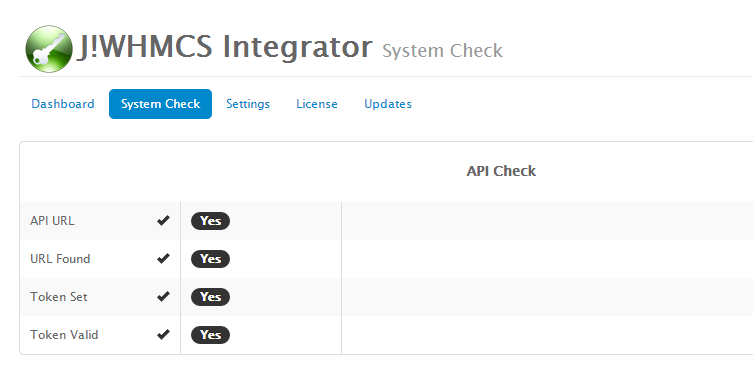 J!WHMCS Integrator System Check
Dashboard System Check Settings License Updates
API Check
API URL Yes
URL Found Yes
Token Set Yes
Token Valid Yes